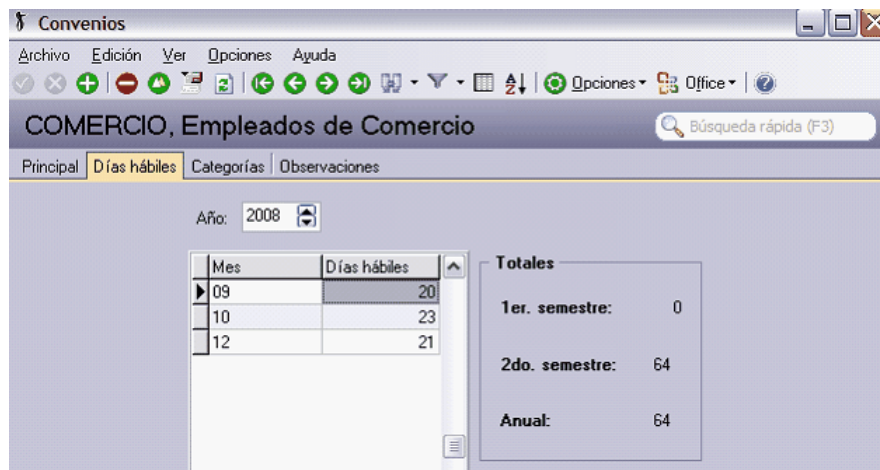 Convenios
Archivo Edición Ver Opciones Ayuda
Opciones Office
COMERCIO, Empleados de Comercio
Búsqueda rápida (F3)
Principal Días hábiles Categorías Observaciones
Año: 2008
Mes Días hábiles
09 20
10 23
12 21
Totales
1er. semestre: 0
2do. semestre: 64
Anual: 64